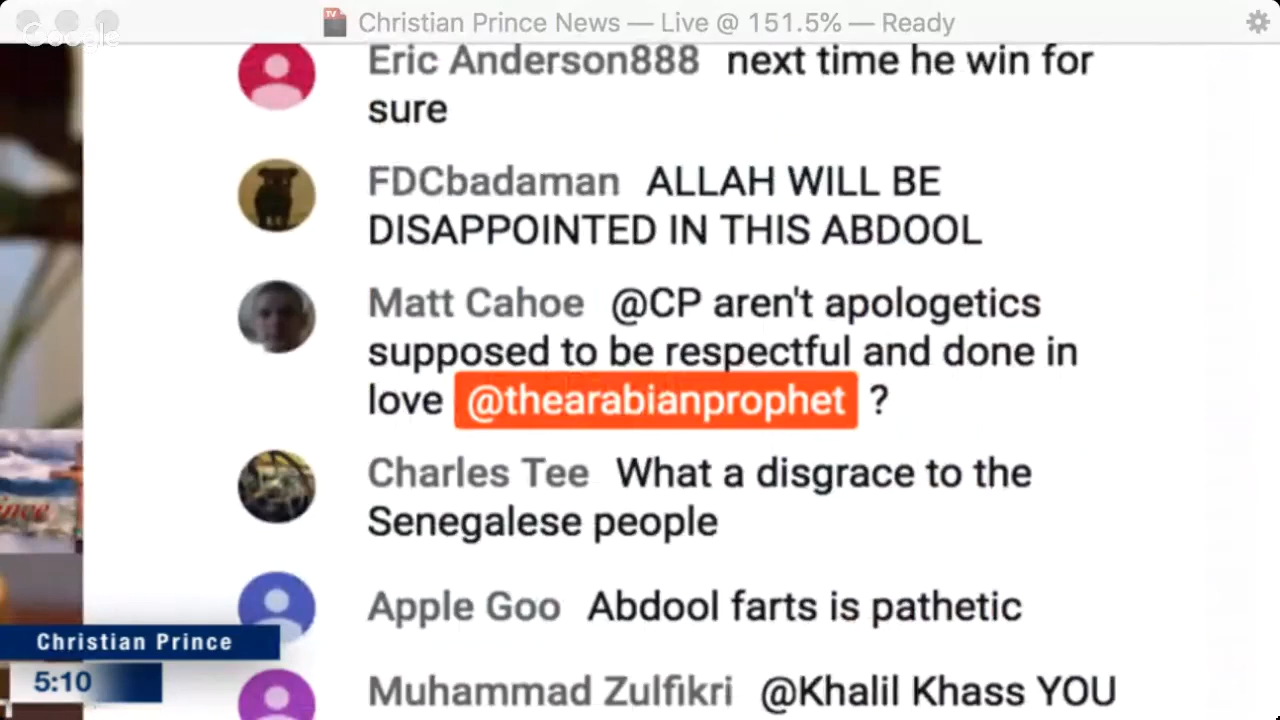 Christian Prince News — Live @ 151.5% — Ready
Google
Eric Anderson888 next time he win for
sure
FDCbadaman ALLAH WILL BE
DISAPPOINTED IN THIS ABDOOL
Matt Cahoe @CP aren't apologetics
supposed to be respectful and done in
love @thearabianprophet ?
Charles Tee What a disgrace to the
Senegalese people
Apple Goo Abdool farts is pathetic
Christian Prince
5:10
Muhammad Zulfikri @Khalil Khass YOU